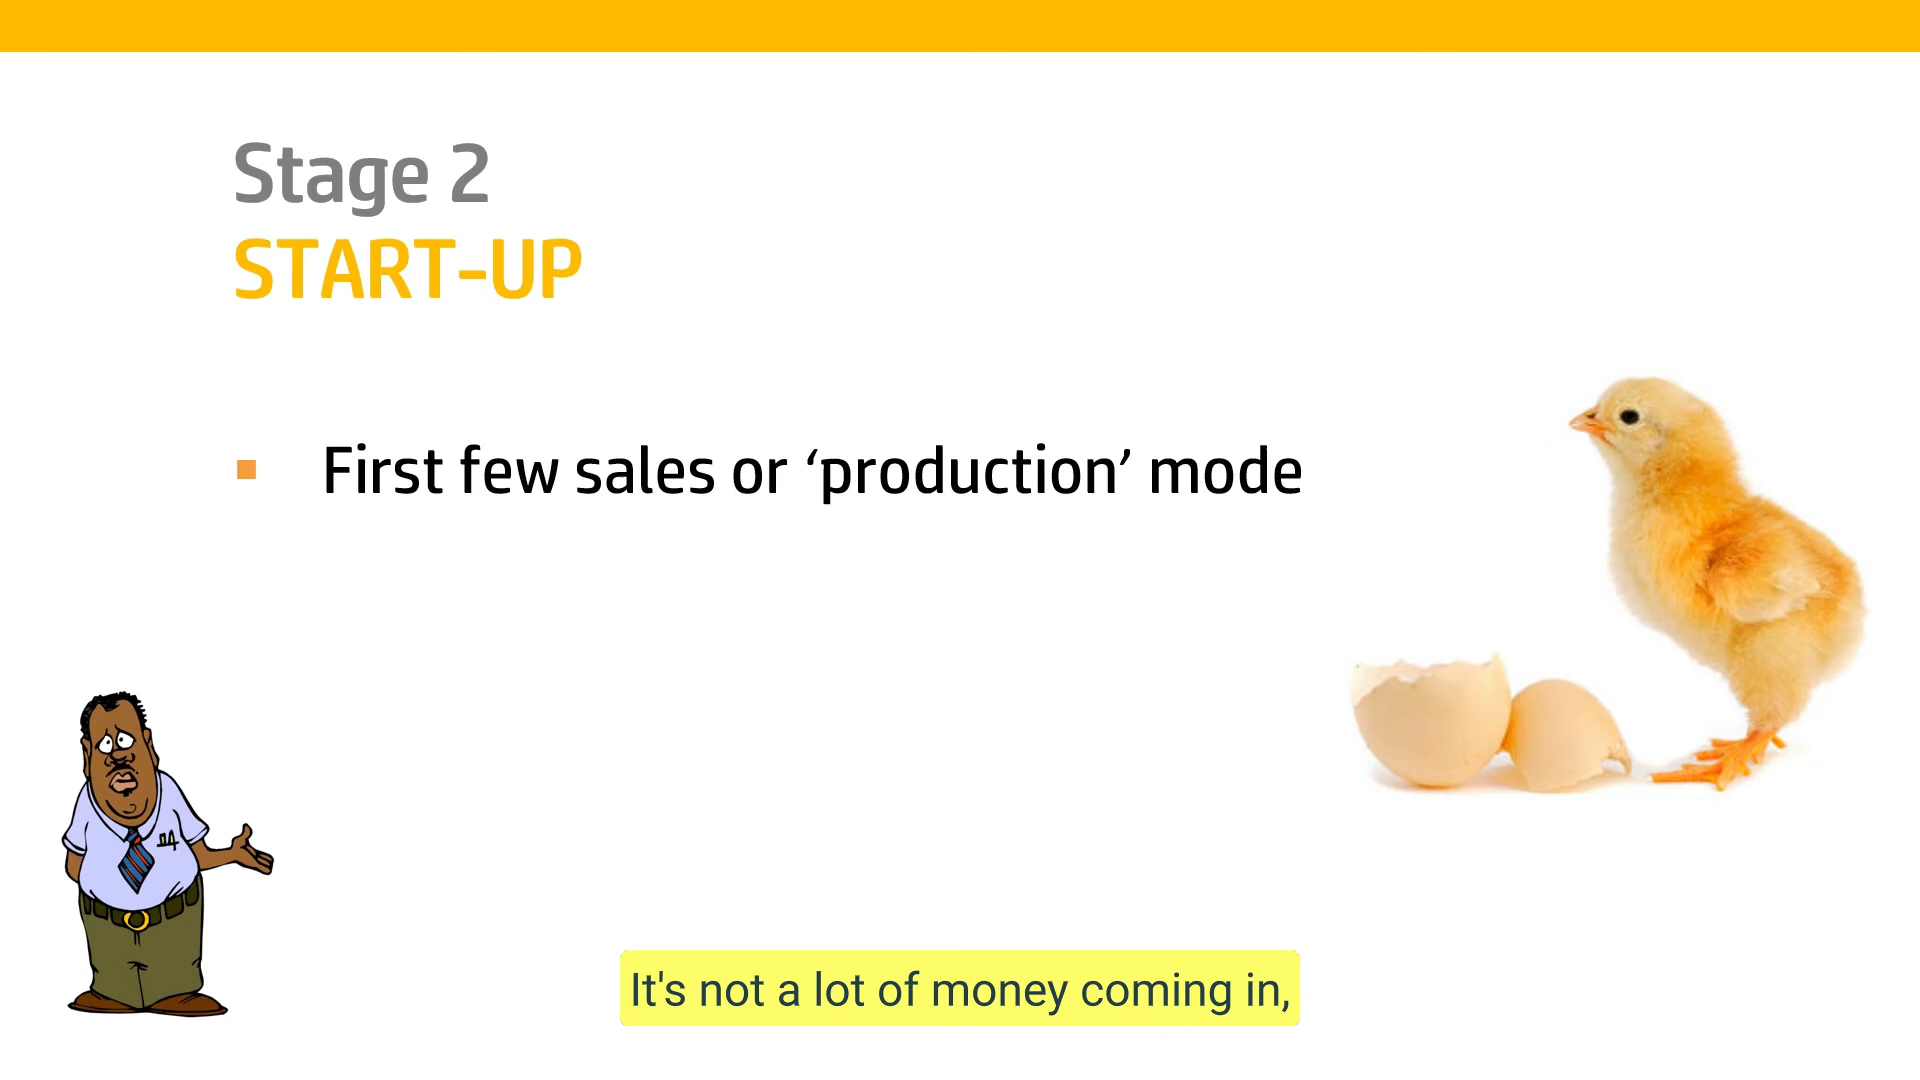 Stage 2
START-UP
▪ First few sales or ‘production’ mode
It's not a lot of money coming in,